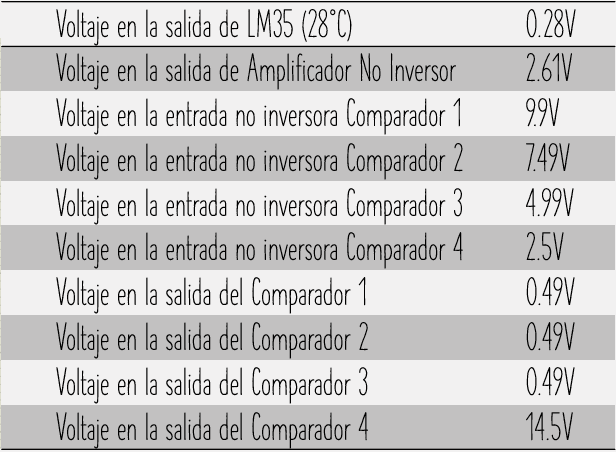 Voltaje en la salida de LM35 (28°C) 0.28V
Voltaje en la salida de Amplificador No Inversor 2.61V
Voltaje en la entrada no inversora Comparador 1 9.9V
Voltaje en la entrada no inversora Comparador 2 7.49V
Voltaje en la entrada no inversora Comparador 3 4.99V
Voltaje en la entrada no inversora Comparador 4 2.5V
Voltaje en la salida del Comparador 1 0.49V
Voltaje en la salida del Comparador 2 0.49V
Voltaje en la salida del Comparador 3 0.49V
Voltaje en la salida del Comparador 4 14.5V